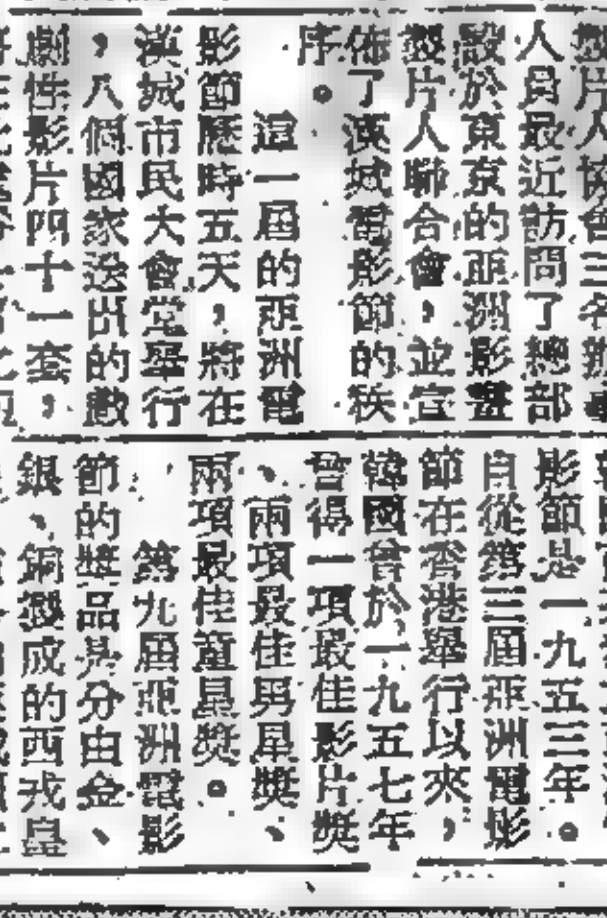 製片人協會三名辦事
人員最近訪問了總部
設於東京的亞洲影畫
製片人聯合會，並宣
佈了漢城電影節的秩
序。
這一屆的亞洲電
影節歷時五天，將在
漢城市民大會堂舉行
，八個國家送出的戲
劇性影片四十一套，
影節是一九五三年。
自從第三屆亞洲電影
節在香港舉行以來，
韓國曾於一九五七年
曾得一項最佳影片獎
、兩項最佳男星獎、
兩項最佳童星獎。
第九屆亞洲電影
節的獎品是分由金、
銀、銅製成的西戎皇